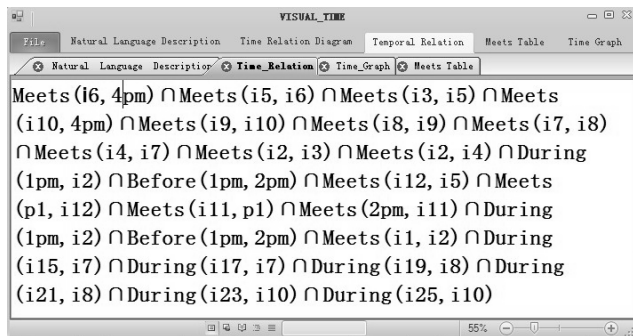 VISUAL_TIME
File Natural Language Description Time Relation Diagram Temporal Relation Meets Table Time Graph
Natural Language Description Time_Relation Time_Graph Meets Table
Meets(i6,4pm)∩Meets(i5,i6)∩Meets(i3,i5)∩Meets
(i10,4pm)∩Meets(i9,i10)∩Meets(i8,i9)∩Meets(i7,i8)
∩Meets(i4,i7)∩Meets(i2,i3)∩Meets(i2,i4)∩During
(1pm,i2)∩Before(1pm,2pm)∩Meets(i12,i5)∩Meets
(p1,i12)∩Meets(i11,p1)∩Meets(2pm,i11)∩During
(1pm,i2)∩Before(1pm,2pm)∩Meets(i1,i2)∩During
(i15,i7)∩During(i17,i7)∩During(i19,i8)∩During
(i21,i8)∩During(i23,i10)∩During(i25,i10)
55%